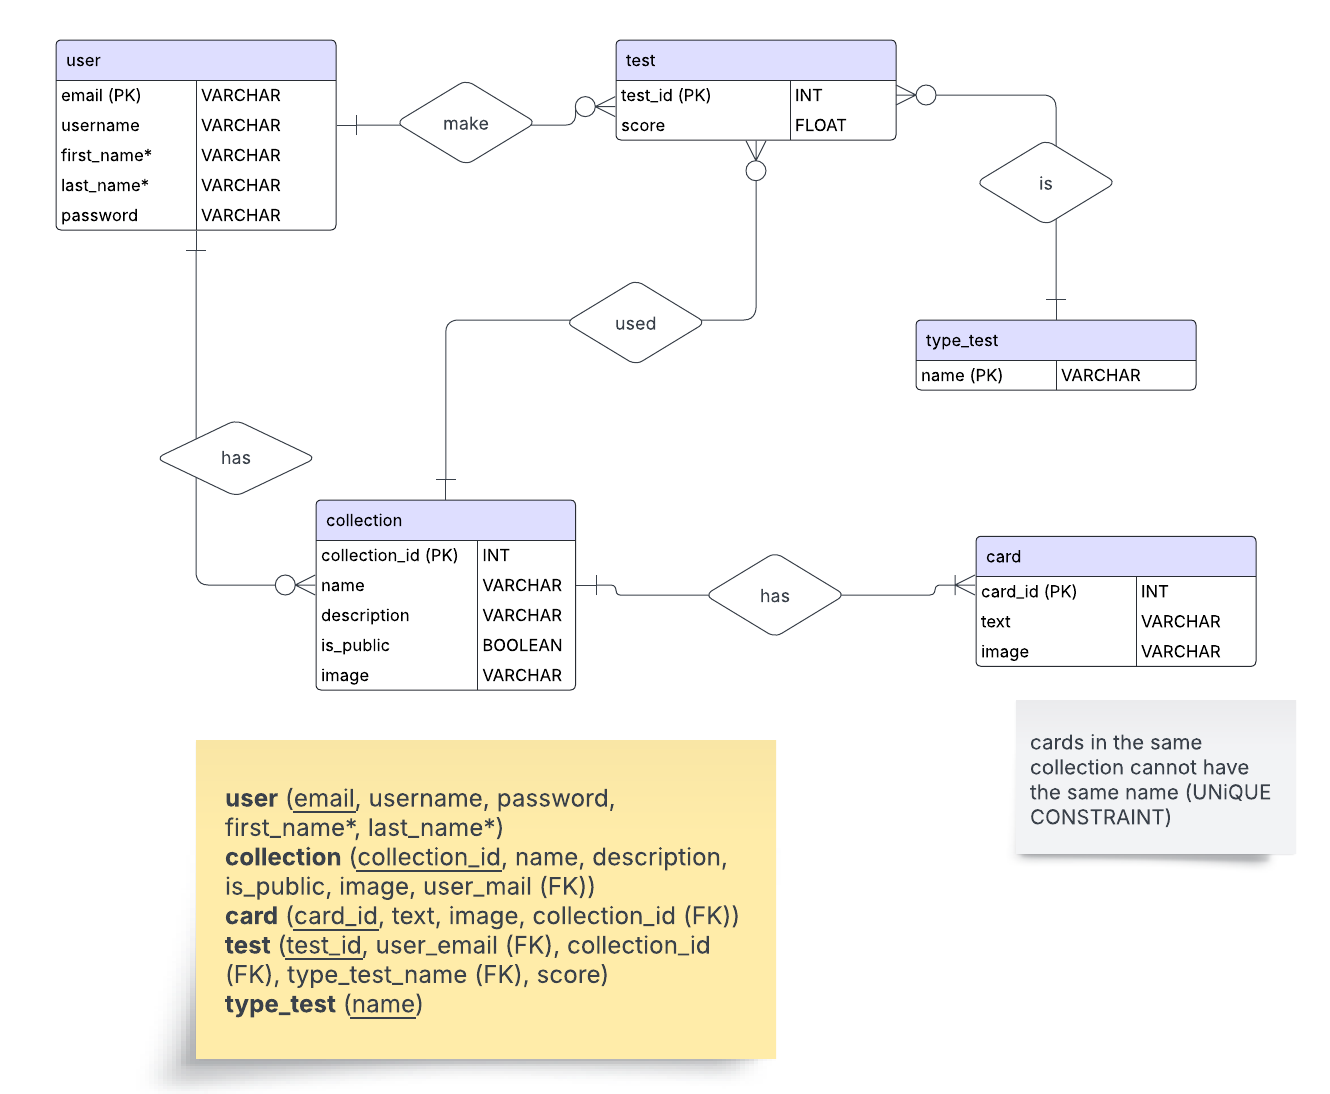 user
email (PK) VARCHAR
username VARCHAR
first_name* VARCHAR
last_name* VARCHAR
password VARCHAR
make
test
test_id (PK) INT
score FLOAT
is
used
type_test
name (PK) VARCHAR
has
collection
collection_id (PK) INT
name VARCHAR
description VARCHAR
is_public BOOLEAN
image VARCHAR
has
card
card_id (PK) INT
text VARCHAR
image VARCHAR
cards in the same
collection cannot have
the same name (UNiQUE
CONSTRAINT)
user (email, username, password,
first_name*, last_name*)
collection (collection_id, name, description,
is_public, image, user_mail (FK))
card (card_id, text, image, collection_id (FK))
test (test_id, user_email (FK), collection_id
(FK), type_test_name (FK), score)
type_test (name)